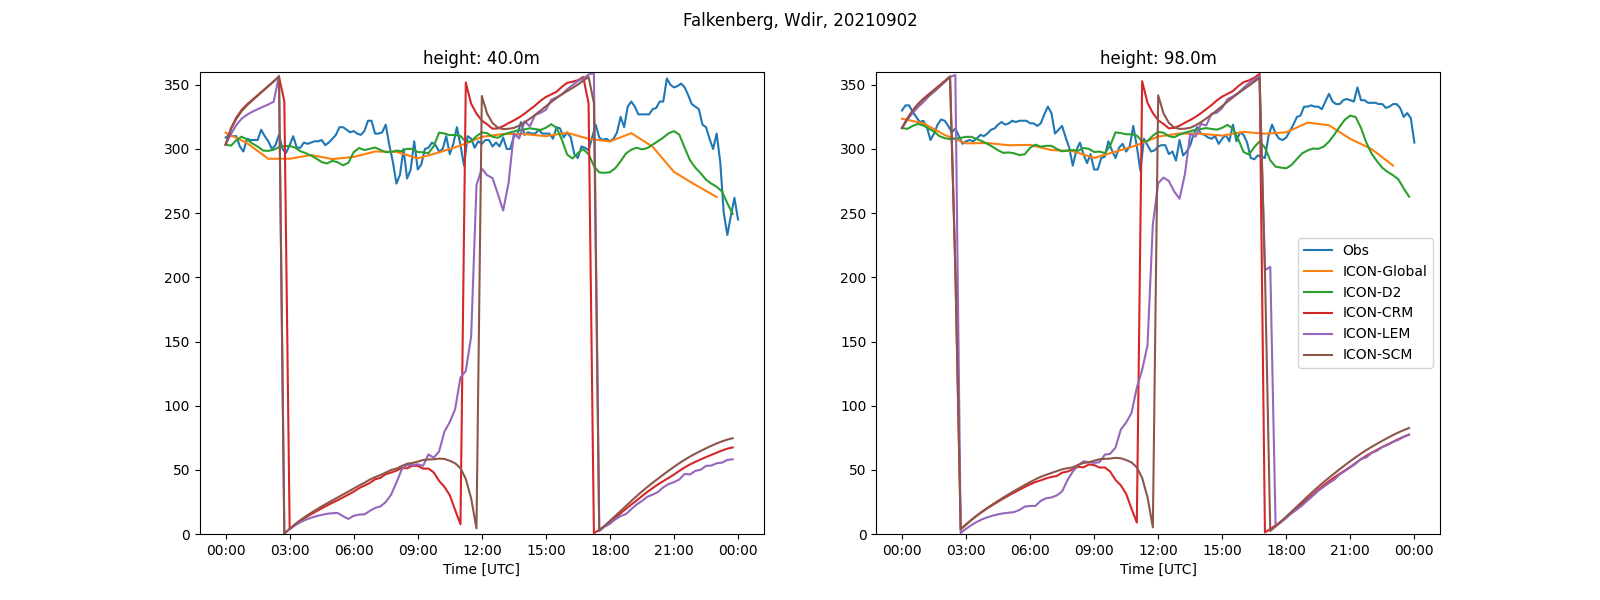 Falkenberg, Wdir, 20210902
height: 40.0m
350
300
250
200
150
100
50
0
00:00 03:00 06:00 09:00 12:00 15:00 18:00 21:00 00:00
Time [UTC]
height: 98.0m
350
300
250
200
150
100
50
0
Obs
ICON-Global
ICON-D2
ICON-CRM
ICON-LEM
ICON-SCM
00:00 03:00 06:00 09:00 12:00 15:00 18:00 21:00 00:00
Time [UTC]